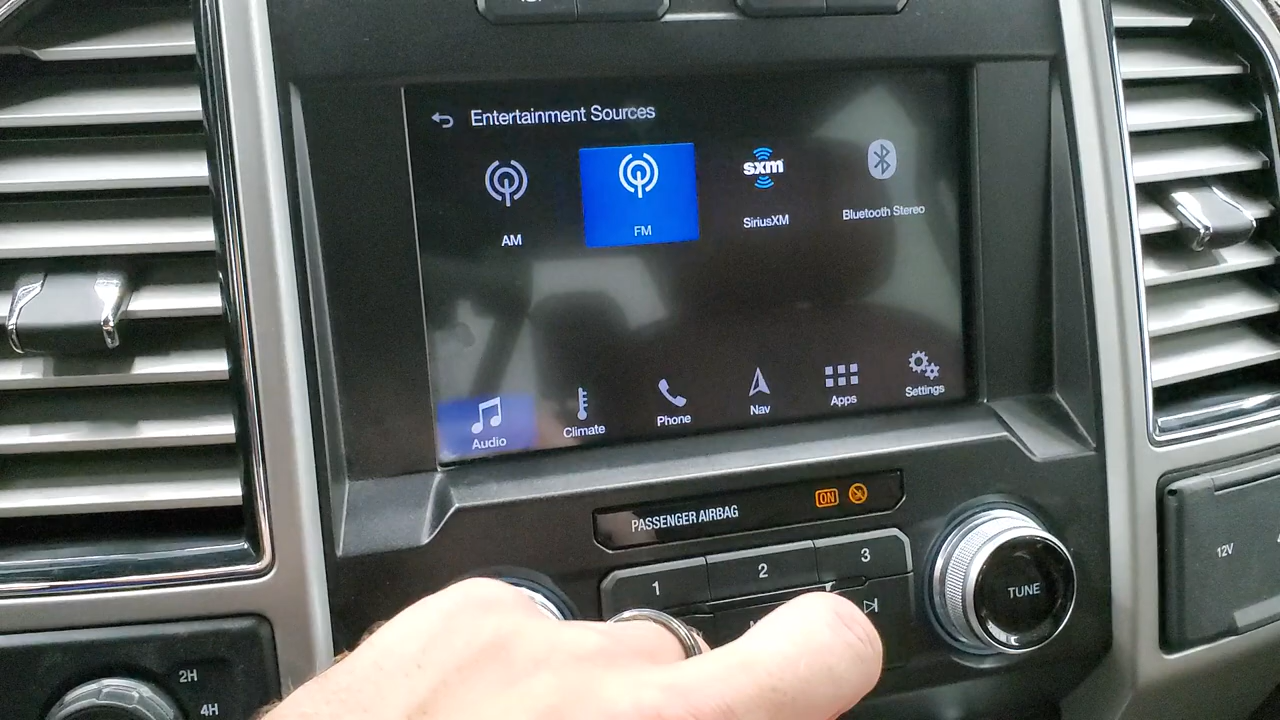 Entertainment Sources
sxm
AM
FM
SiriusXM
Bluetooth Stereo
Audio
Climate
Phone
Nav
Apps
Settings
PASSENGER AIRBAG
ON
1
2
3
TUNE
12V
2H
4H